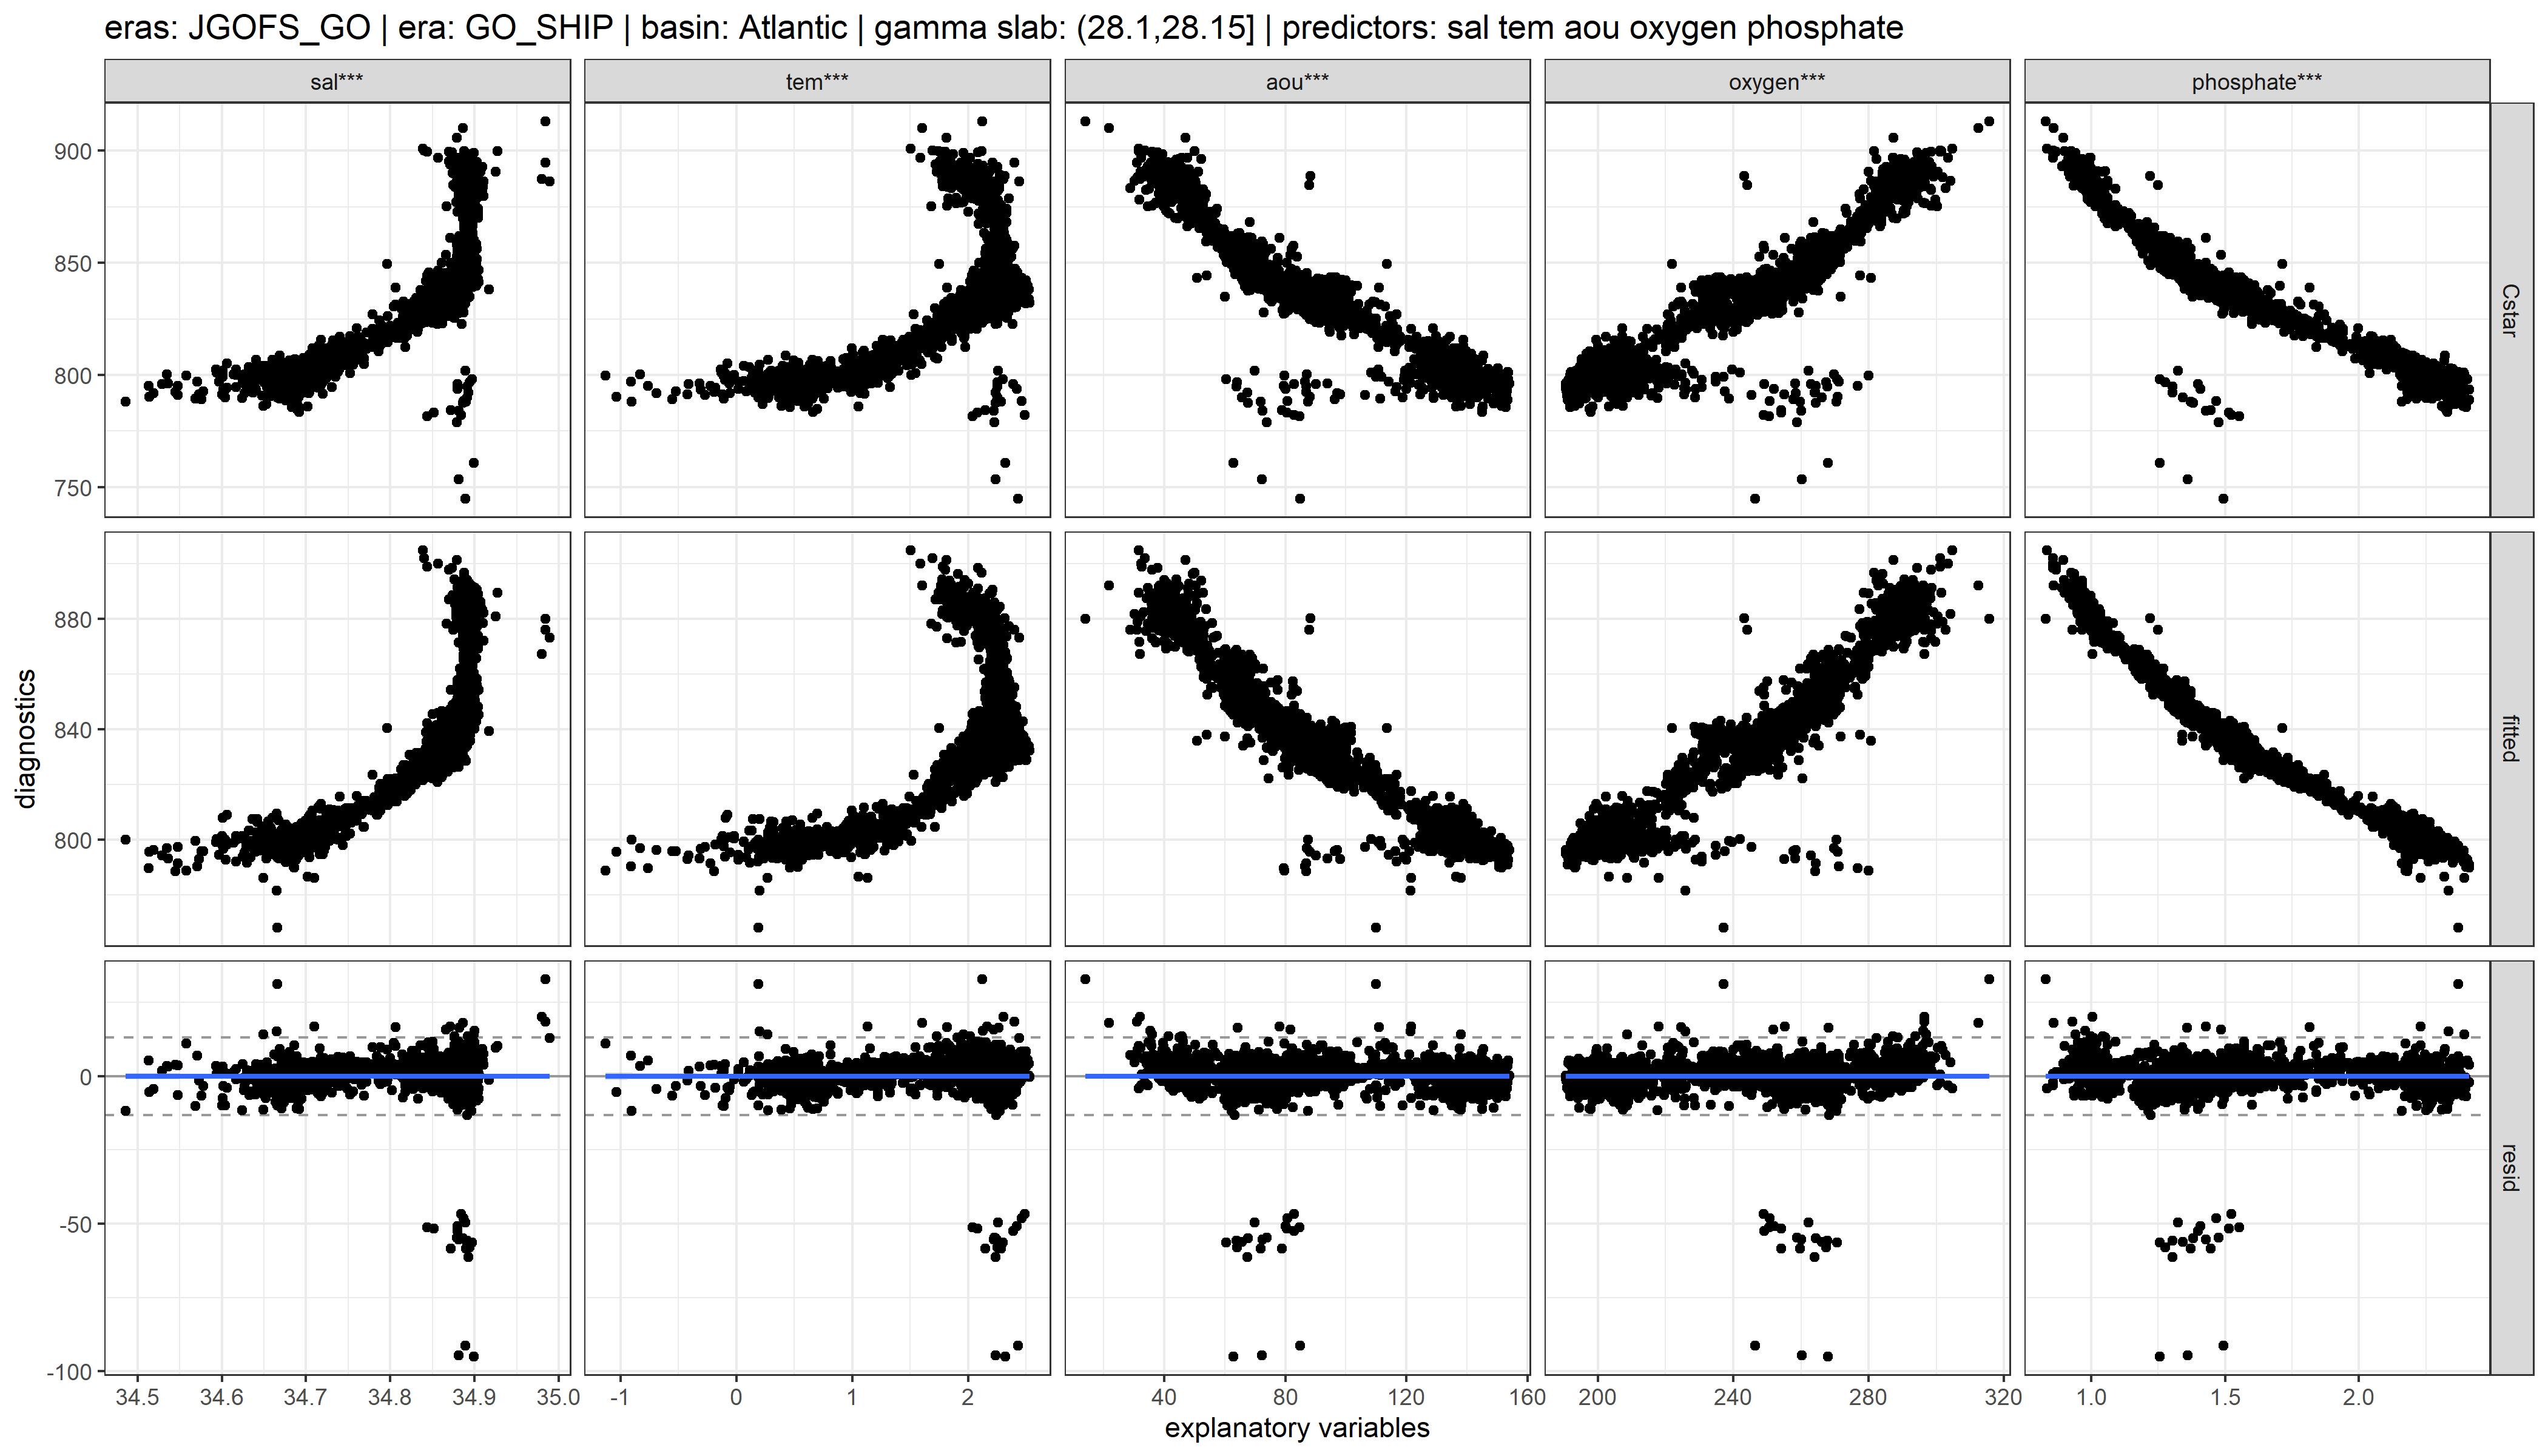 eras: JGOFS_GO | era: GO_SHIP | basin: Atlantic | gamma slab: (28.1,28.15] | predictors: sal tem aou oxygen phosphate
sal*** tem*** aou*** oxygen*** phosphate***
900
850
800
750
Cstar
880
840
800
fitted
diagnostics
0
-50
-100
resid
34.5 34.6 34.7 34.8 34.9 35.0 -1 0 1 2 40 80 120 160 200 240 280 320 1.0 1.5 2.0
explanatory variables